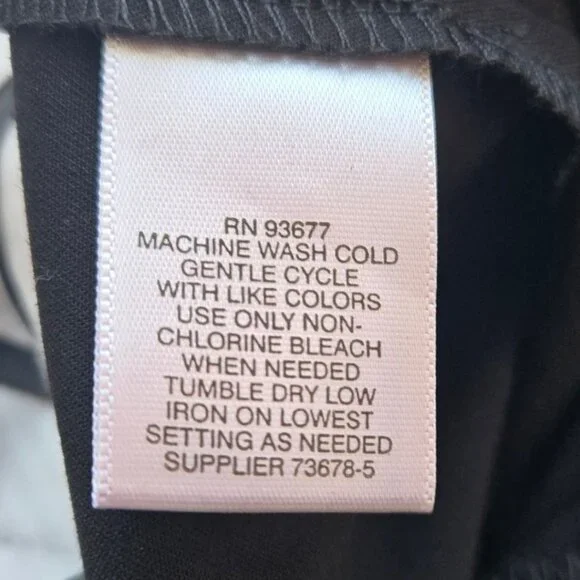 RN 93677
MACHINE WASH COLD
GENTLE CYCLE
WITH LIKE COLORS
USE ONLY NON-
CHLORINE BLEACH
WHEN NEEDED
TUMBLE DRY LOW
IRON ON LOWEST
SETTING AS NEEDED
SUPPLIER 73678-5